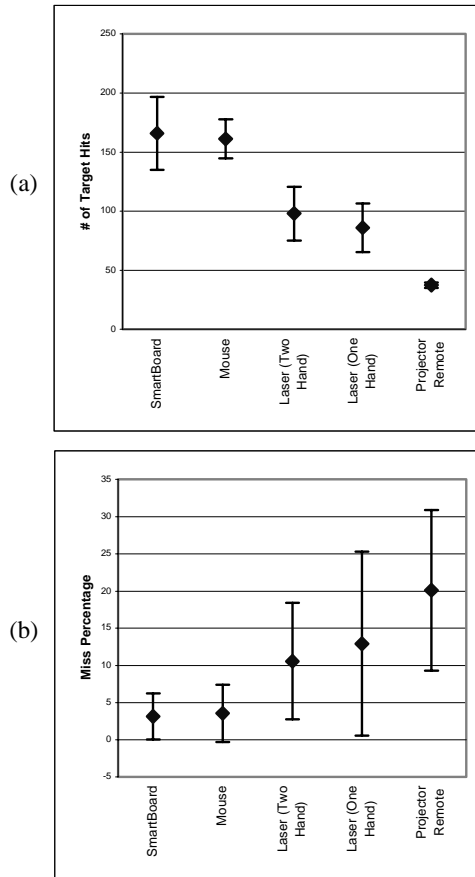 (a)
# of Target Hits
250
200
150
100
50
0
SmartBoard
Mouse
Laser (Two
Hand)
Laser (One
Hand)
Projector
Remote
(b)
Miss Percentage
35
30
25
20
15
10
5
0
-5
SmartBoard
Mouse
Laser (Two
Hand)
Laser (One
Hand)
Projector
Remote